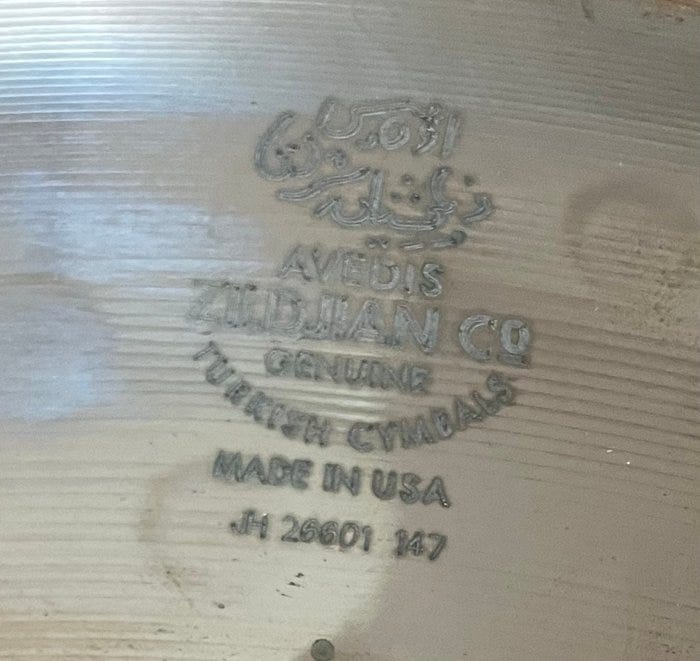 AVEDIS
ZILDJIAN CO
GENUINE
TURKISH CYMBALS
MADE IN USA
JH 26601 147